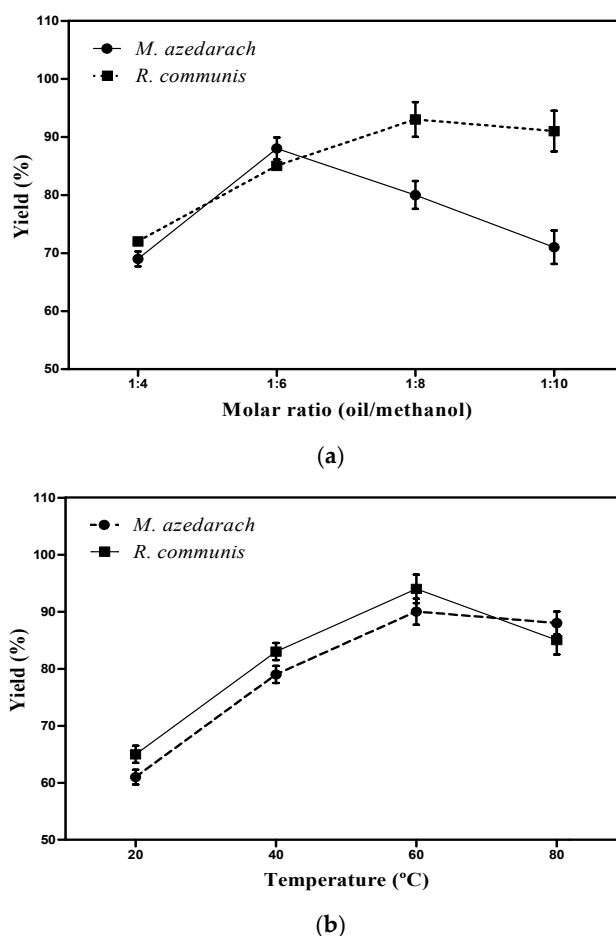 110
100
90
80
70
60
50
Yield (%)
M. azedarach
R. communis
1:4 1:6 1:8 1:10
Molar ratio (oil/methanol)
(a)
110
100
90
80
70
60
50
Yield (%)
M. azedarach
R. communis
20 40 60 80
Temperature (ºC)
(b)